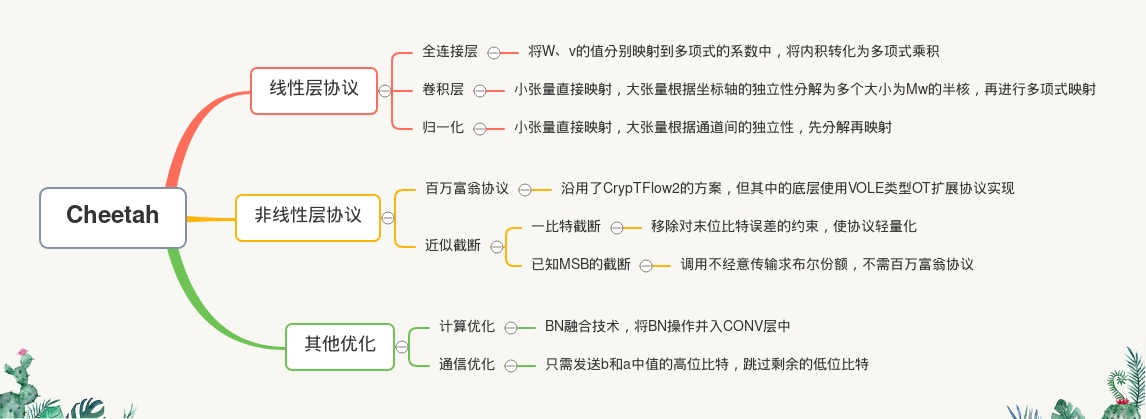 Cheetah
线性层协议
全连接层
将W、v的值分别映射到多项式的系数中，将内积转化为多项式乘积
卷积层
小张量直接映射，大张量根据坐标轴的独立性分解为多个大小为Mw的半核，再进行多项式映射
归一化
小张量直接映射，大张量根据通道间的独立性，先分解再映射
非线性层协议
百万富翁协议
沿用了CrypTFlow2的方案，但其中的底层使用VOLE类型OT扩展协议实现
近似截断
一比特截断
移除对末位比特误差的约束，使协议轻量化
已知MSB的截断
调用不经意传输求布尔份额，不需百万富翁协议
其他优化
计算优化
BN融合技术，将BN操作并入CONV层中
通信优化
只需发送b和a中值的高位比特，跳过剩余的低位比特